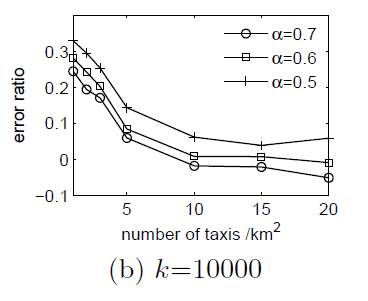 0.3
0.2
0.1
0
−0.1
error ratio
α=0.7
α=0.6
α=0.5
5 10 15 20
number of taxis /km²
(b) k=10000